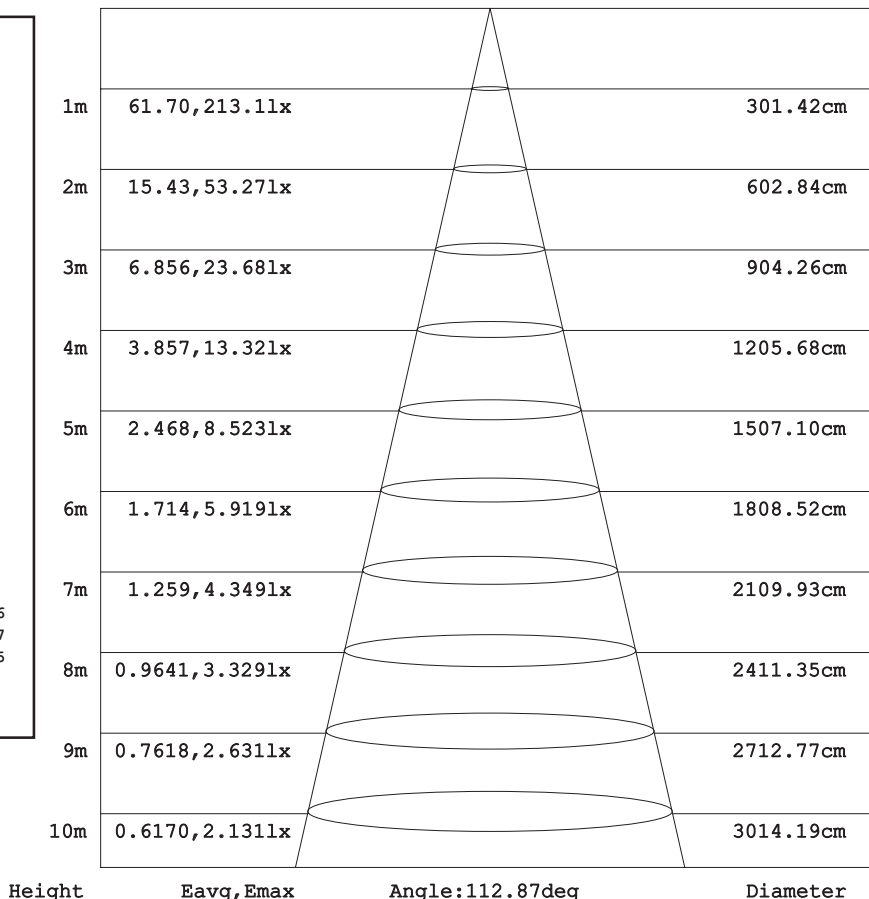 1m 61.70,213.1lx 301.42cm
2m 15.43,53.27lx 602.84cm
3m 6.856,23.68lx 904.26cm
4m 3.857,13.32lx 1205.68cm
5m 2.468,8.523lx 1507.10cm
6m 1.714,5.919lx 1808.52cm
7m 1.259,4.349lx 2109.93cm
8m 0.9641,3.329lx 2411.35cm
9m 0.7618,2.631lx 2712.77cm
10m 0.6170,2.131lx 3014.19cm
Height Eavg,Emax Angle:112.87deg Diameter